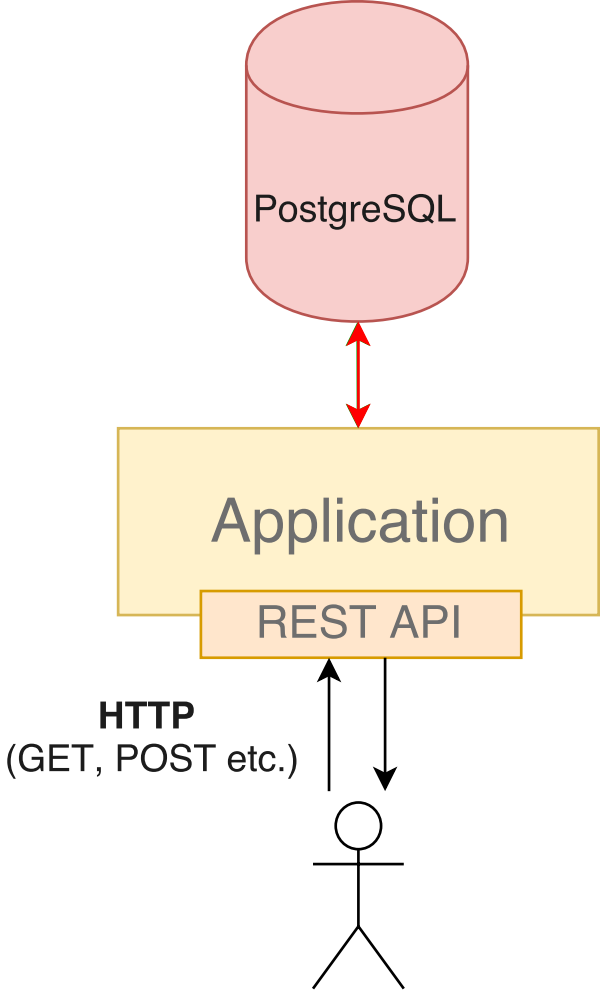 PostgreSQL
Application
REST API
HTTP
(GET, POST etc.)